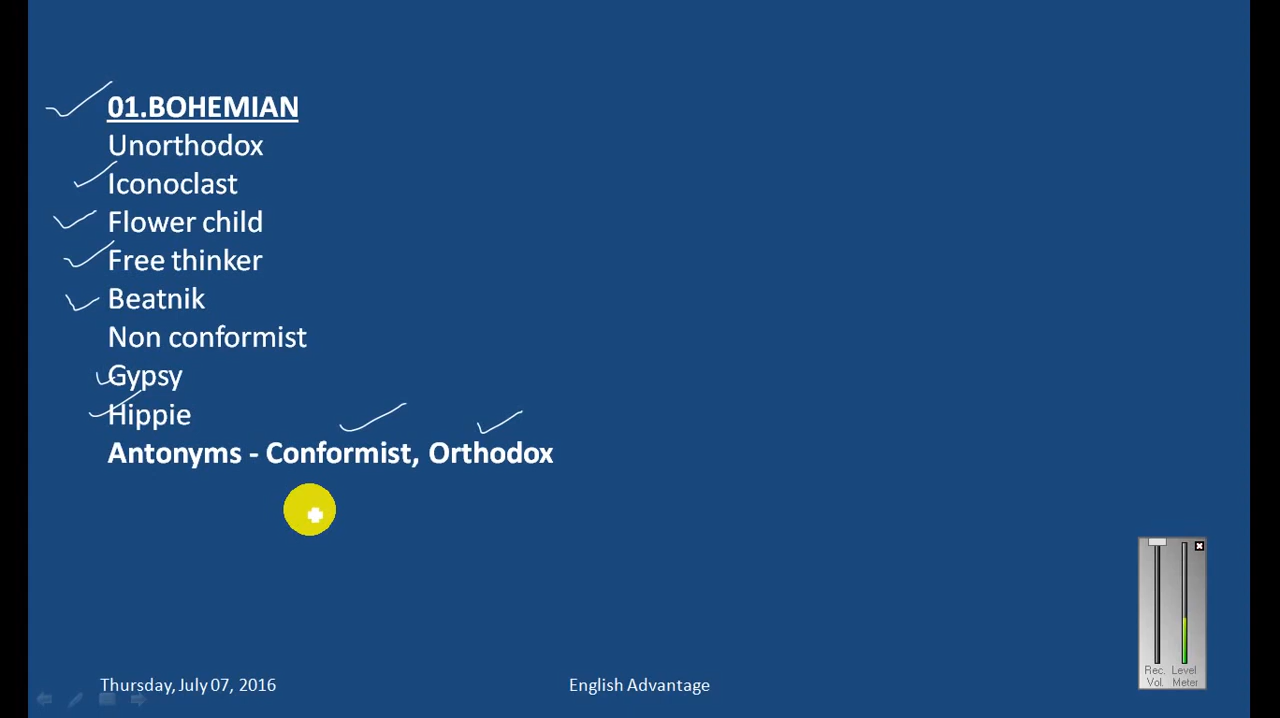 01.BOHEMIAN
Unorthodox
Iconoclast
Flower child
Free thinker
Beatnik
Non conformist
Gypsy
Hippie
Antonyms - Conformist, Orthodox
Rec. Level
Vol. Meter
Thursday, July 07, 2016 English Advantage